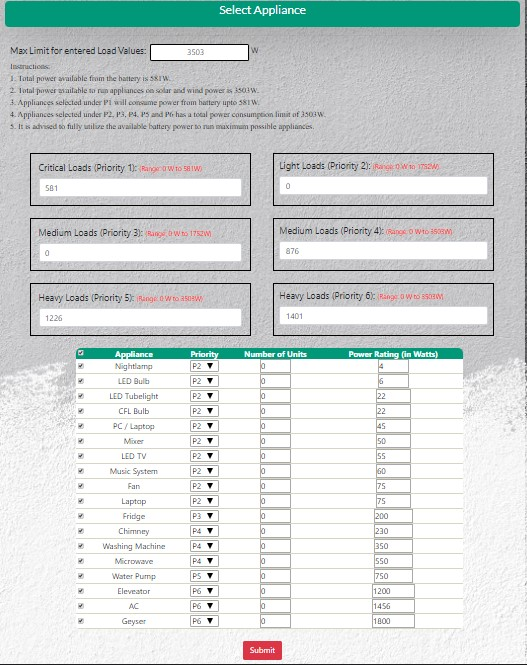 Select Appliance
Max Limit for entered Load Values: 3503 W
Instructions:
1. Total power available from the battery is 581W.
2. Total power available to run appliances on solar and wind power is 3503W.
3. Appliances selected under P1 will consume power from battery upto 581W.
4. Appliances selected under P2, P3, P4, P5 and P6 has a total power consumption limit of 3503W.
5. It is advised to fully utilize the available battery power to run maximum possible appliances.
Critical Loads (Priority 1): (Range: 0 W to 581W)
581
Light Loads (Priority 2): (Range: 0 W to 1752W)
0
Medium Loads (Priority 3): (Range: 0 W to 1752W)
0
Medium Loads (Priority 4): (Range: 0 W to 3503W)
876
Heavy Loads (Priority 5): (Range: 0 W to 3503W)
1226
Heavy Loads (Priority 6): (Range: 0 W to 3503W)
1401
Appliance Priority Number of Units Power Rating (in Watts)
Nightlamp P2 ▼ 0 4
LED Bulb P2 ▼ 0 6
LED Tubelight P2 ▼ 0 22
CFL Bulb P2 ▼ 0 22
PC / Laptop P2 ▼ 0 45
Mixer P2 ▼ 0 50
LED TV P2 ▼ 0 55
Music System P2 ▼ 0 60
Fan P2 ▼ 0 75
Laptop P2 ▼ 0 75
Fridge P3 ▼ 0 200
Chimney P4 ▼ 0 230
Washing Machine P4 ▼ 0 350
Microwave P4 ▼ 0 550
Water Pump P5 ▼ 0 750
Eleveator P6 ▼ 0 1200
AC P6 ▼ 0 1456
Geyser P6 ▼ 0 1800
Submit